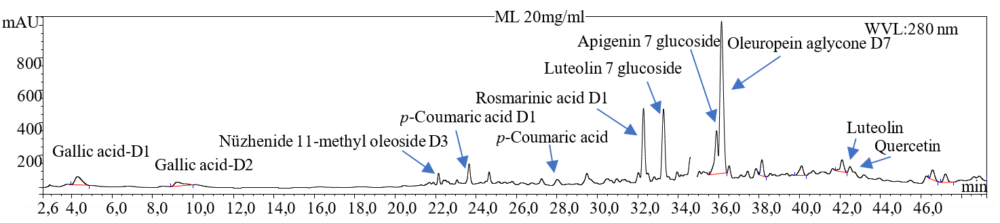 ML 20mg/ml
mAU
WVL:280 nm
Apigenin 7 glucoside
Oleuropein aglycone D7
800
Luteolin 7 glucoside
600
Rosmarinic acid D1
p-Coumaric acid D1
400
Luteolin
Nüzhenide 11-methyl oleoside D3
p-Coumaric acid
Quercetin
Gallic acid-D1
200
Gallic acid-D2
min
2,6 4,0 6,0 8,0 10,0 12,0 14,0 16,0 18,0 20,0 22,0 24,0 26,0 28,0 30,0 32,0 34,0 36,0 38,0 40,0 42,0 44,0 46,0